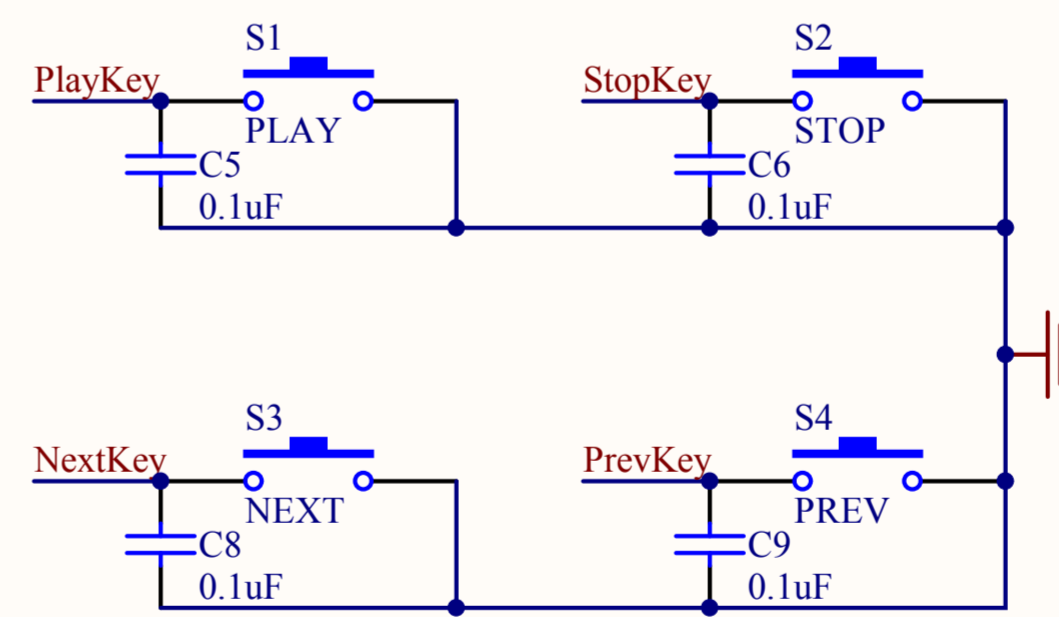 S1
PlayKey
PLAY
C5
0.1uF
S2
StopKey
STOP
C6
0.1uF
S3
NextKey
NEXT
C8
0.1uF
S4
PrevKey
PREV
C9
0.1uF